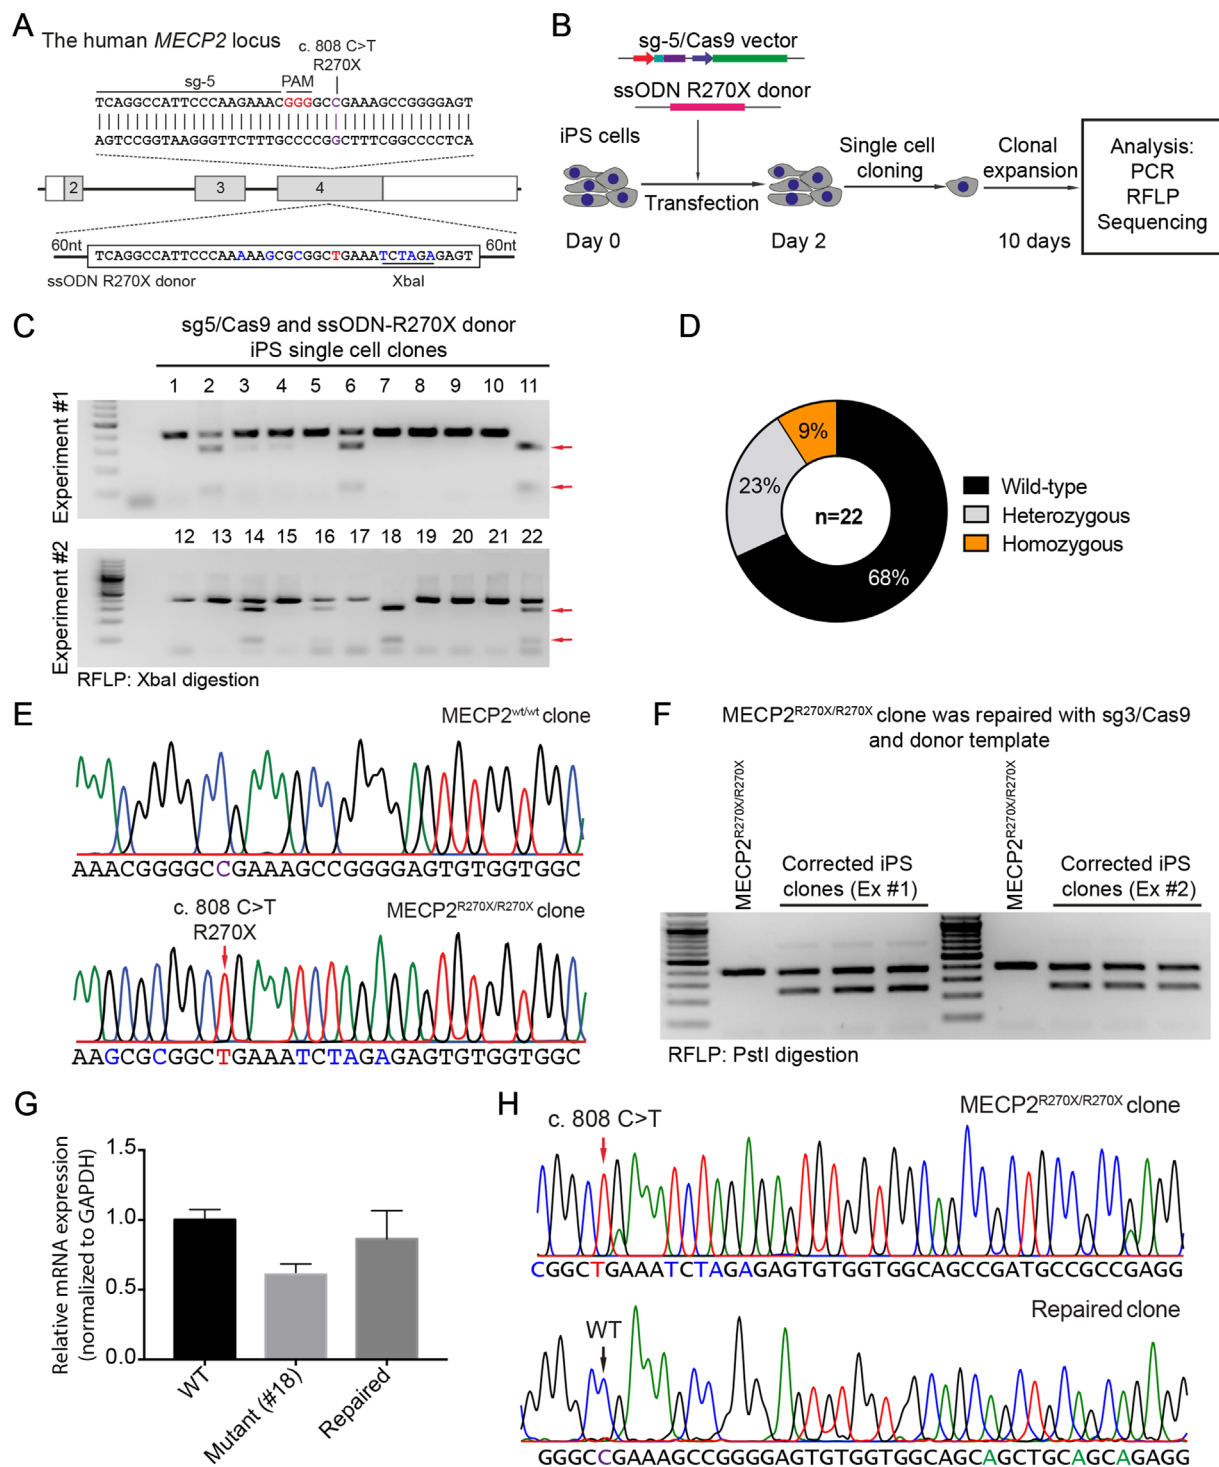 A
The human MECP2 locus
c. 808 C>T
R270X
sg-5
PAM
TCAGGCCATTCCCAAGAAACGGGGCCGAAAGCCGGGGAGT
AGTCCGGTAAGGGTTCTTTGCCCCGGCTTTCGGCCCCTCA
2
3
4
60nt
TCAGGCCATTCCCAAAAAGCGCGGCTGAAATCTAGAGAGT
60nt
ssODN R270X donor
XbaI
B
sg-5/Cas9 vector
ssODN R270X donor
iPS cells
Transfection
Single cell
cloning
Clonal
expansion
Analysis:
PCR
RFLP
Sequencing
Day 0
Day 2
10 days
C
sg5/Cas9 and ssODN-R270X donor
iPS single cell clones
1 2 3 4 5 6 7 8 9 10 11
Experiment #1
12 13 14 15 16 17 18 19 20 21 22
Experiment #2
RFLP: XbaI digestion
D
9%
23%
n=22
68%
Wild-type
Heterozygous
Homozygous
E
MECP2wt/wt clone
AAACGGGGCCGAAAGCCGGGGAGTGTGGTGGC
c. 808 C>T
R270X
MECP2R270X/R270X clone
AAGCGCGGCTGAAATCTAGAGAGTGTGGTGGC
F
MECP2R270X/R270X clone was repaired with sg3/Cas9
and donor template
MECP2R270X/R270X
Corrected iPS
clones (Ex #1)
MECP2R270X/R270X
Corrected iPS
clones (Ex #2)
RFLP: PstI digestion
G
Relative mRNA expression
(normalized to GAPDH)
1.5
1.0
0.5
0.0
WT
Mutant (#18)
Repaired
H
MECP2R270X/R270X clone
c. 808 C>T
CGGCTGAAATCTAGAGAGTGTGGTGGCAGCCGATGCCGCCGAGG
Repaired clone
WT
GGGGCCGAAAGCCGGGGAGTGTGGTGGCAGCAGCTGCAGCAGAGG